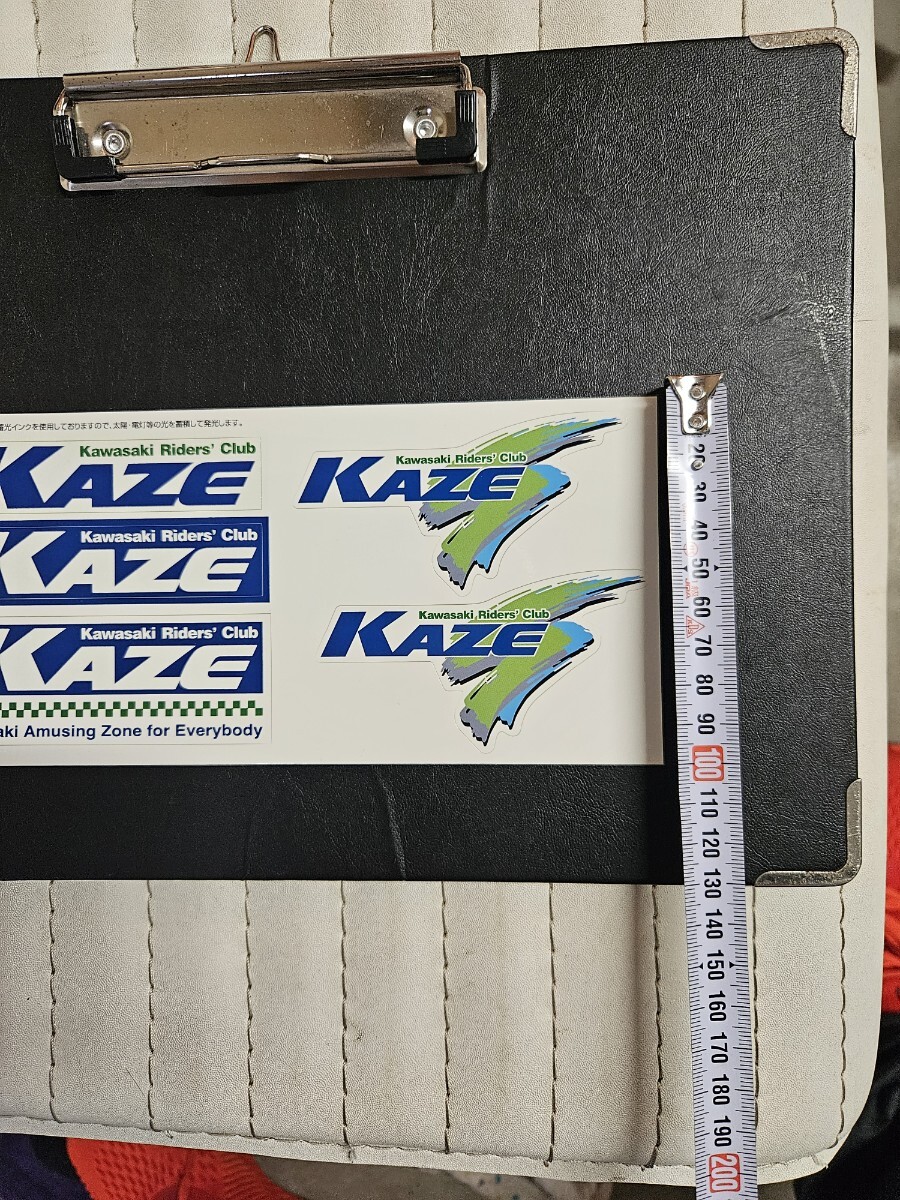 蓄光インクを使用しておりますので、太陽・電灯等の光を蓄積して発光します。
Kawasaki Riders' Club
KAZE
Kawasaki Riders' Club
KAZE
Kawasaki Riders' Club
KAZE
Amusing Zone for Everybody
Kawasaki Riders' Club
KAZE
Kawasaki Riders' Club
KAZE
20
30
40
50
60
70
80
90
100
110
120
130
140
150
160
170
180
190
200